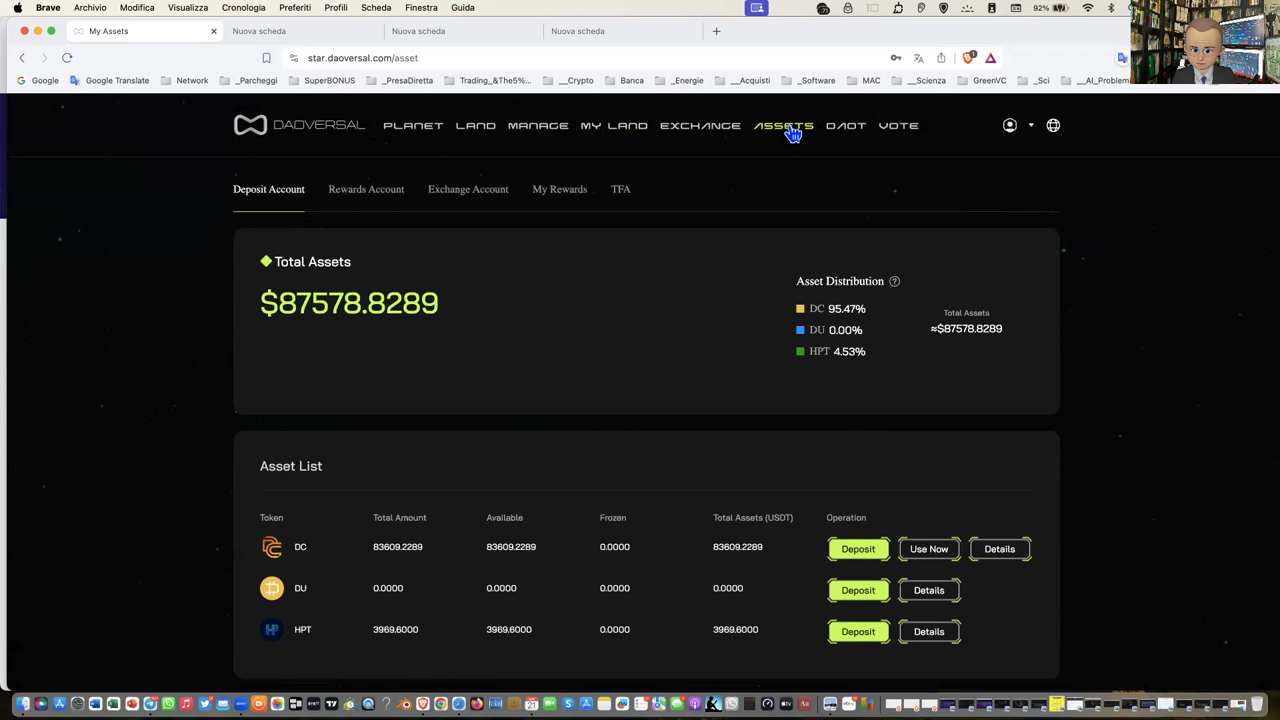 Brave Archivio Modifica Visualizza Cronologia Preferiti Profili Scheda Finestra Guida 92%
My Assets Nuova scheda Nuova scheda Nuova scheda
star.daoversal.com/asset
Google Google Translate Network _Parcheggi SuperBONUS _PresaDiretta Trading_&The5%... __Crypto Banca _Energie __Acquisti _Software MAC __Scienza GreenVC _Sci __AI_Problemi
DAOVERSAL PLANET LAND MANAGE MY LAND EXCHANGE ASSETS DAOT VOTE
Deposit Account Rewards Account Exchange Account My Rewards TFA
Total Assets
$87578.8289
Asset Distribution
DC 95.47%
DU 0.00%
HPT 4.53%
Total Assets
≈$87578.8289
Asset List
Token Total Amount Available Frozen Total Assets (USDT) Operation
DC 83609.2289 83609.2289 0.0000 83609.2289 Deposit Use Now Details
DU 0.0000 0.0000 0.0000 0.0000 Deposit Details
HPT 3969.6000 3969.6000 0.0000 3969.6000 Deposit Details